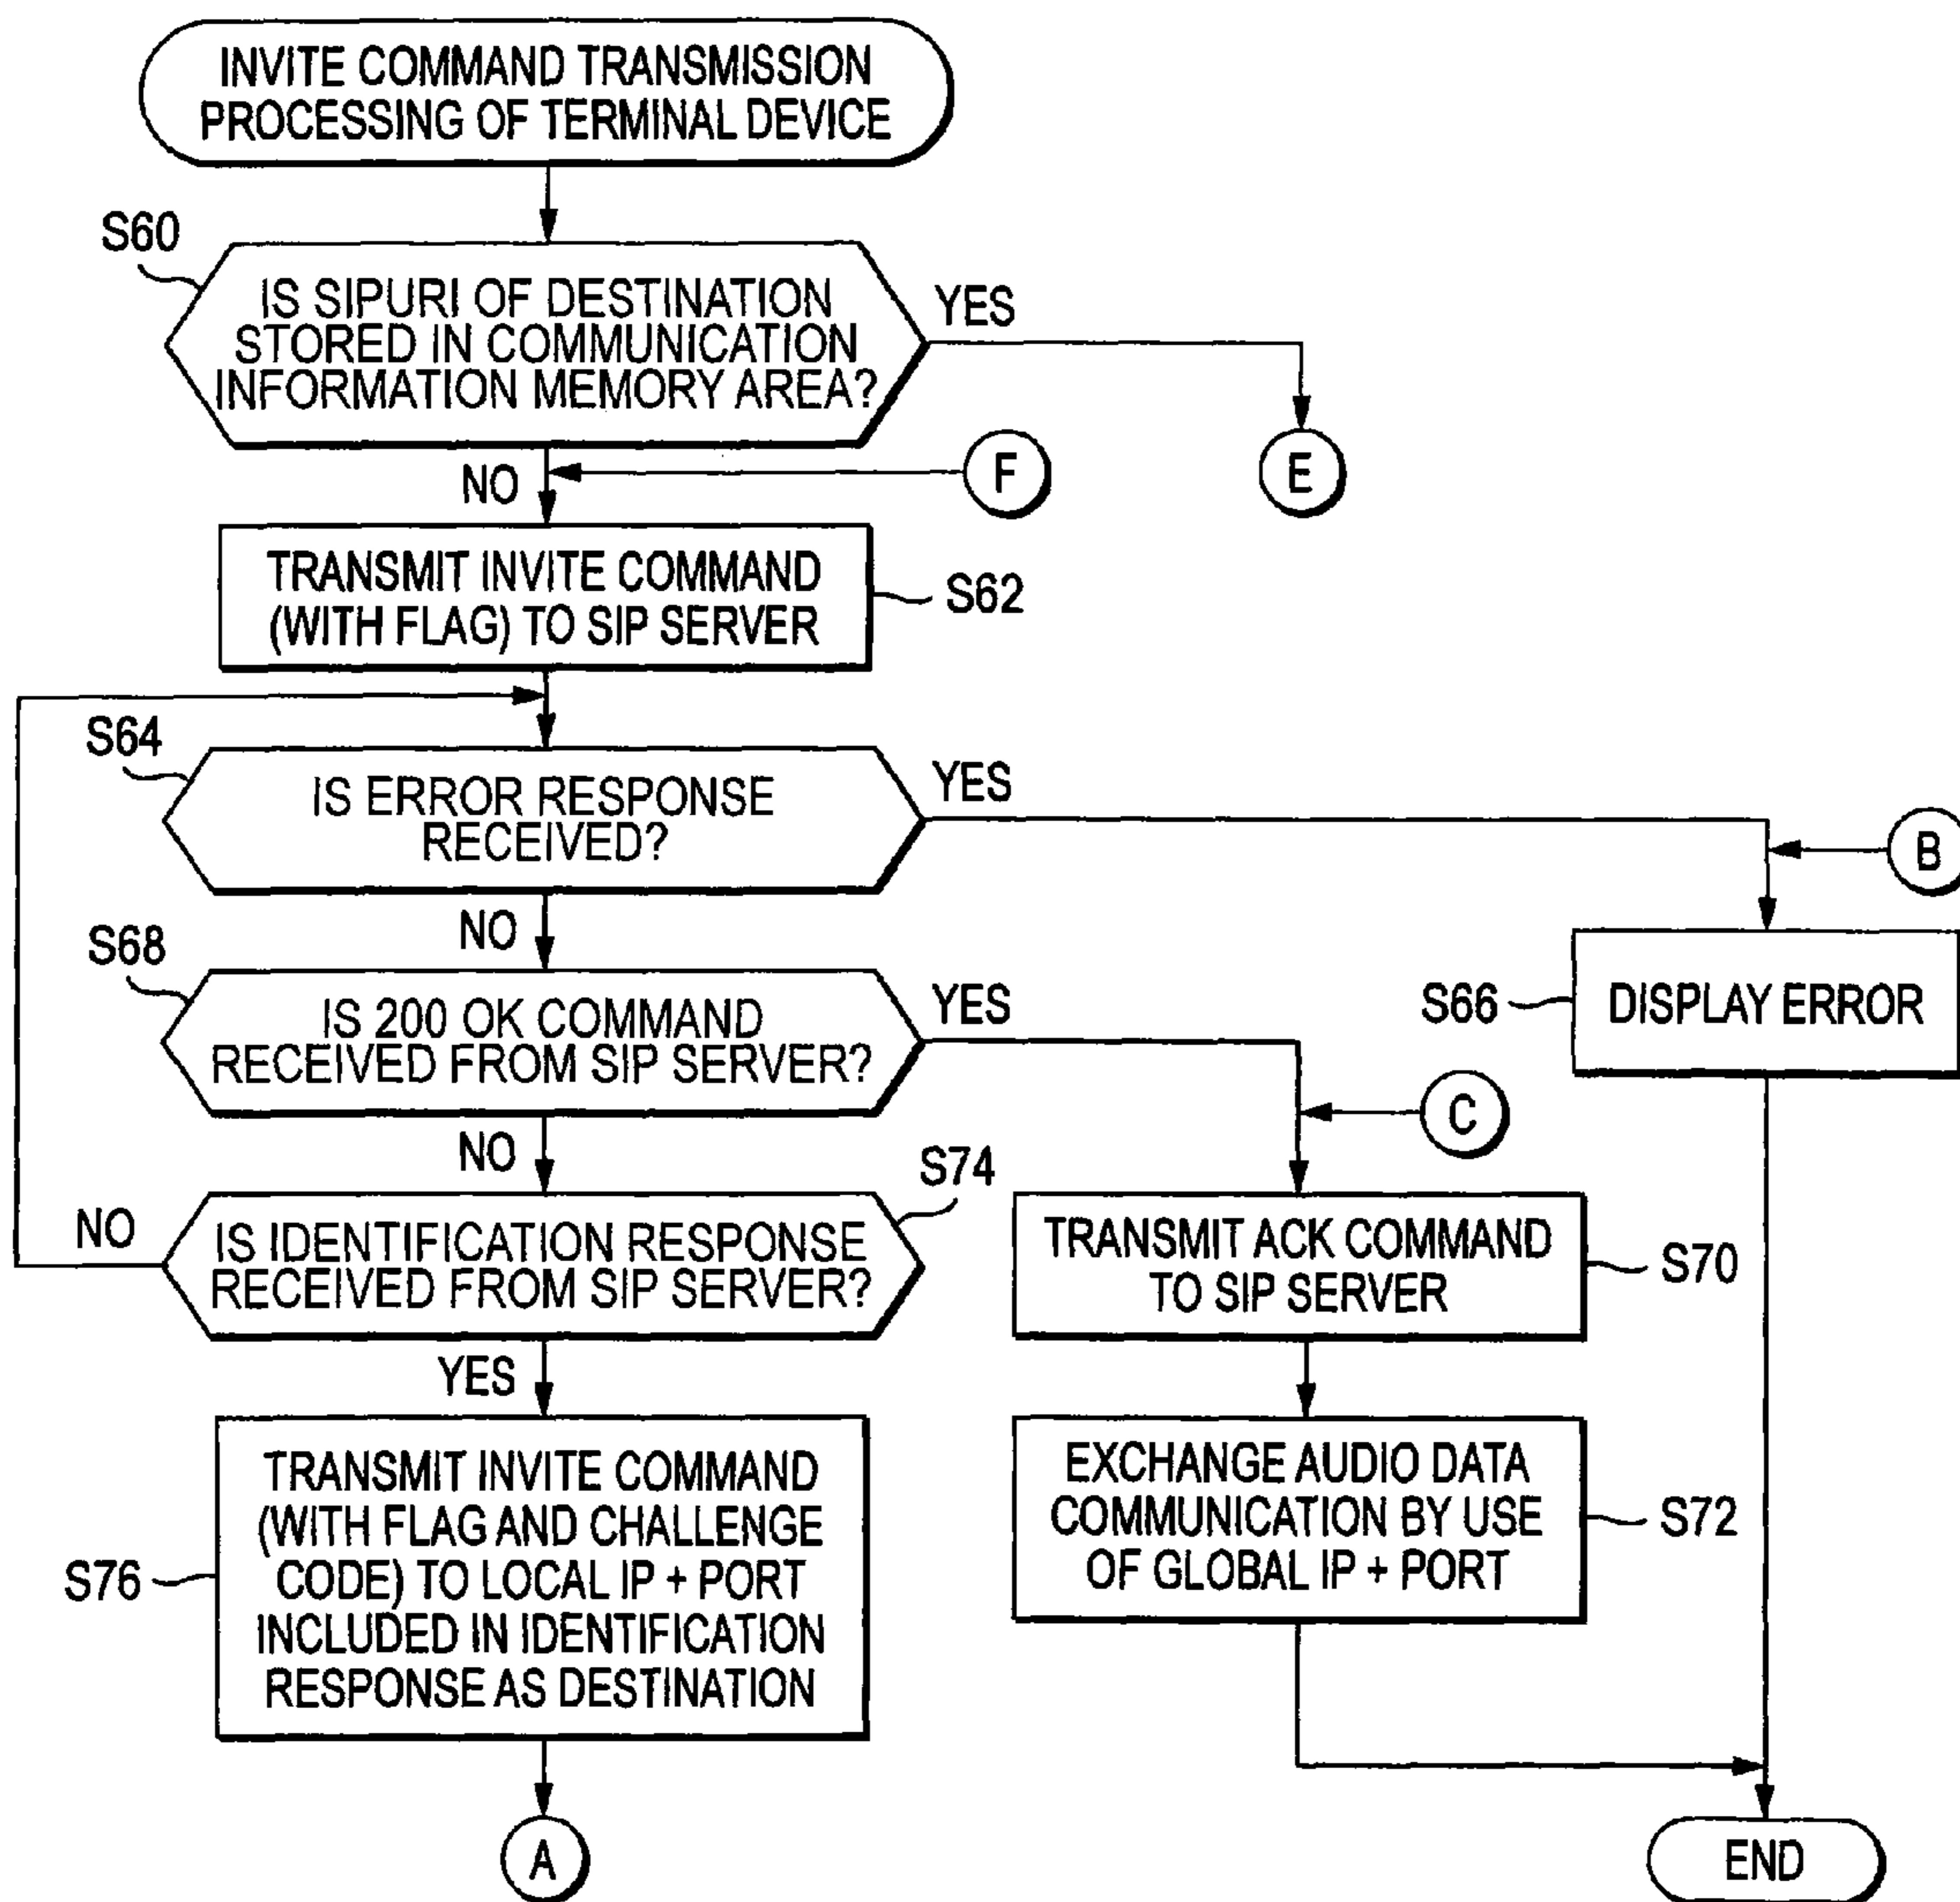 INVITE COMMAND TRANSMISSION
PROCESSING OF TERMINAL DEVICE
S60
IS SIPURI OF DESTINATION
STORED IN COMMUNICATION
INFORMATION MEMORY AREA?
YES
NO
F
E
TRANSMIT INVITE COMMAND
(WITH FLAG) TO SIP SERVER
S62
S64
IS ERROR RESPONSE
RECEIVED?
YES
B
NO
S68
IS 200 OK COMMAND
RECEIVED FROM SIP SERVER?
YES
S66
DISPLAY ERROR
C
NO
S74
NO
IS IDENTIFICATION RESPONSE
RECEIVED FROM SIP SERVER?
TRANSMIT ACK COMMAND
TO SIP SERVER
S70
YES
S76
TRANSMIT INVITE COMMAND
(WITH FLAG AND CHALLENGE
CODE) TO LOCAL IP + PORT
INCLUDED IN IDENTIFICATION
RESPONSE AS DESTINATION
EXCHANGE AUDIO DATA
COMMUNICATION BY USE
OF GLOBAL IP + PORT
S72
A
END